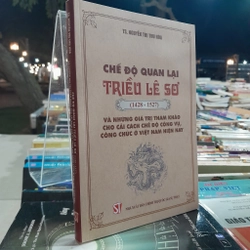 TS. NGUYỄN THỊ THU HÒA
CHẾ ĐỘ QUAN LẠI
TRIỀU LÊ SƠ
(1428 - 1527)
VÀ NHỮNG GIÁ TRỊ THAM KHẢO
CHO CẢI CÁCH CHẾ ĐỘ CÔNG VỤ,
CÔNG CHỨC Ở VIỆT NAM HIỆN NAY